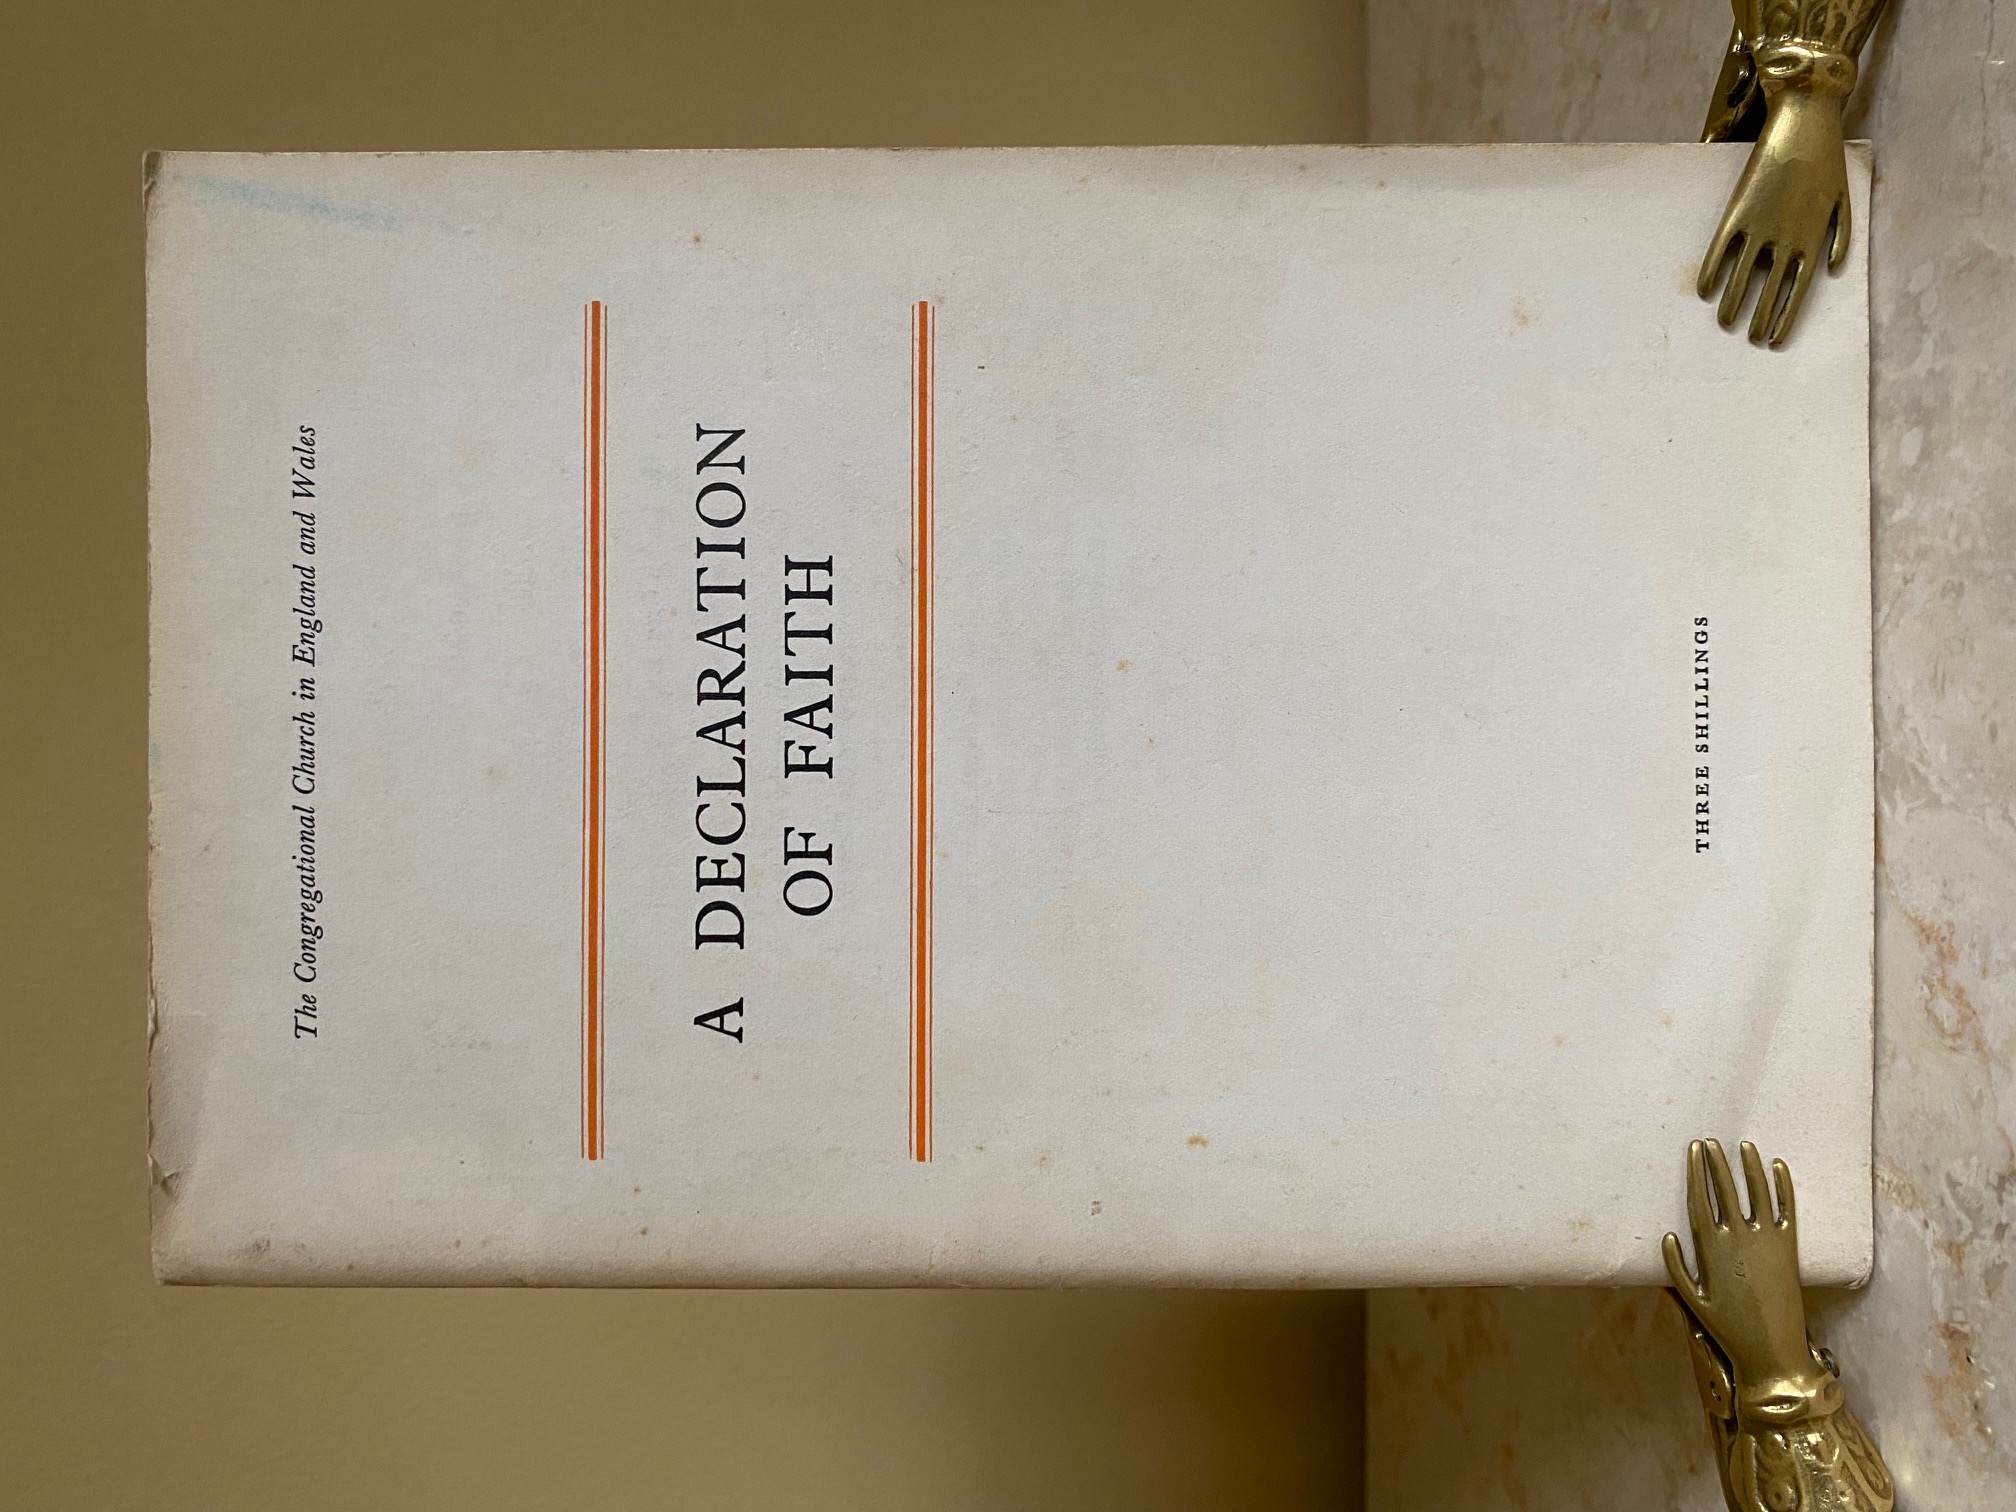 The Congregational Church in England and Wales
A DECLARATION
OF FAITH
THREE SHILLINGS